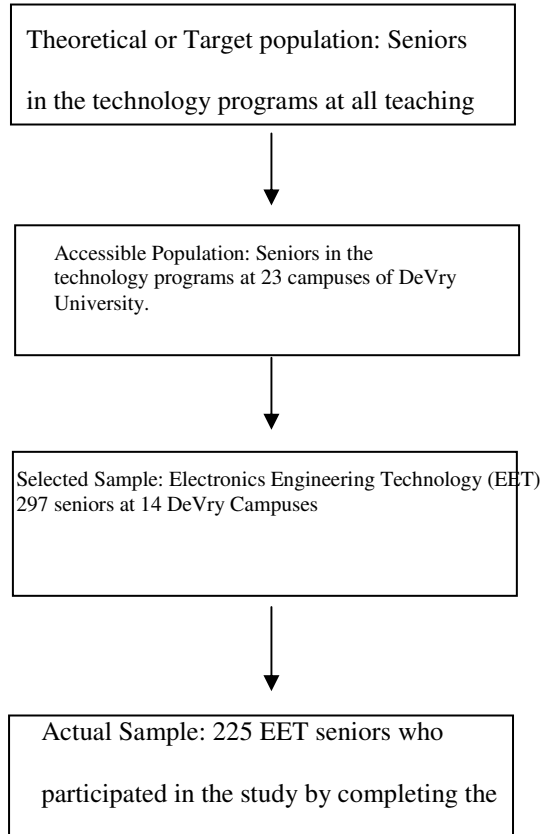 Theoretical or Target population: Seniors
in the technology programs at all teaching
Accessible Population: Seniors in the
technology programs at 23 campuses of DeVry
University.
Selected Sample: Electronics Engineering Technology (EET)
297 seniors at 14 DeVry Campuses
Actual Sample: 225 EET seniors who
participated in the study by completing the